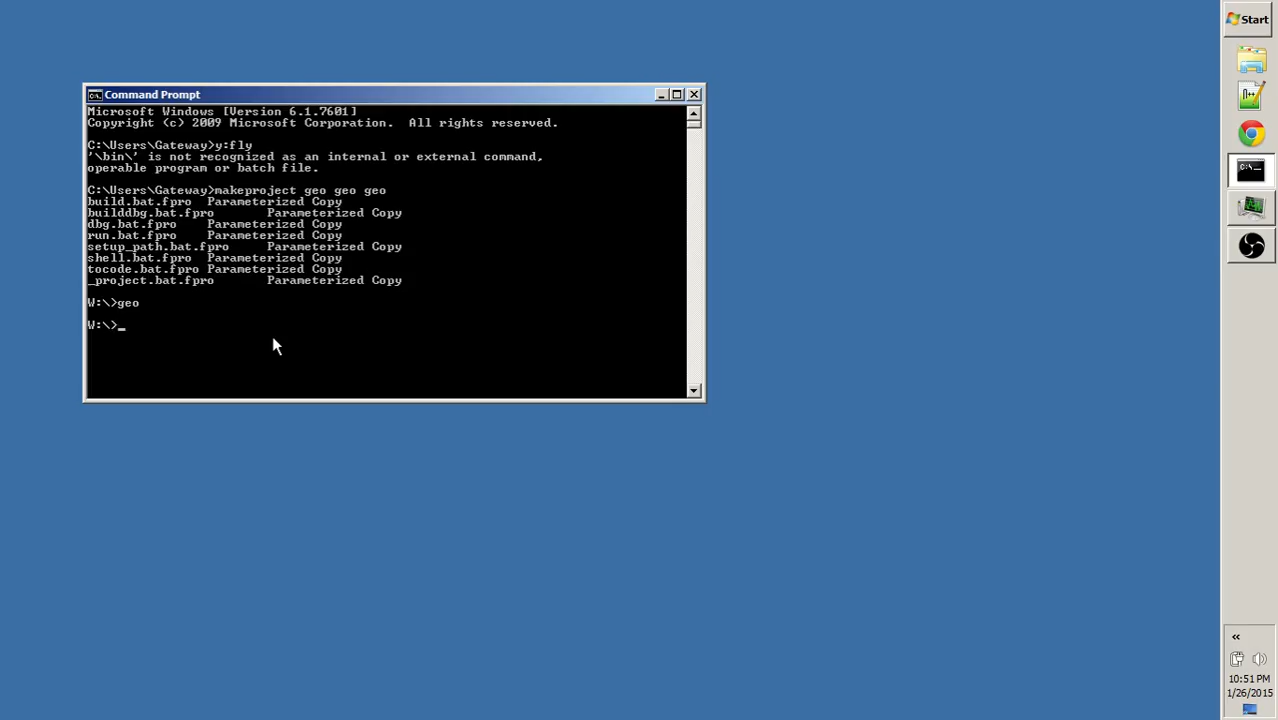 Command Prompt
Microsoft Windows [Version 6.1.7601]
Copyright (c) 2009 Microsoft Corporation.  All rights reserved.
C:\Users\Gateway>y:fly
'\bin\' is not recognized as an internal or external command,
operable program or batch file.
C:\Users\Gateway>makeproject geo geo geo
build.bat.fpro  Parameterized Copy
builddbg.bat.fpro       Parameterized Copy
dbg.bat.fpro    Parameterized Copy
run.bat.fpro    Parameterized Copy
setup_path.bat.fpro     Parameterized Copy
shell.bat.fpro  Parameterized Copy
tocode.bat.fpro Parameterized Copy
_project.bat.fpro       Parameterized Copy
W:\>geo
W:\>_
Start
10:51 PM
1/26/2015